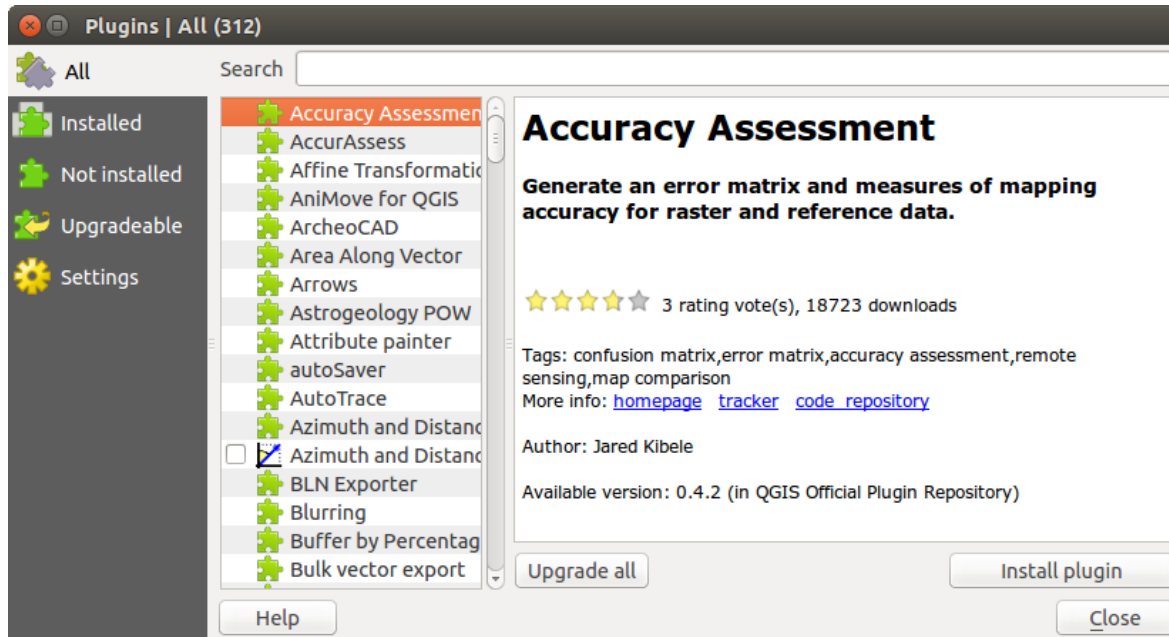 Plugins | All (312)
All
Search
Installed
Not installed
Upgradeable
Settings
Accuracy Assessmen
AccurAssess
Affine Transformatic
AniMove for QGIS
ArcheoCAD
Area Along Vector
Arrows
Astrogeology POW
Attribute painter
autoSaver
AutoTrace
Azimuth and Distanc
Azimuth and Distanc
BLN Exporter
Blurring
Buffer by Percentag
Bulk vector export
Accuracy Assessment
Generate an error matrix and measures of mapping
accuracy for raster and reference data.
3 rating vote(s), 18723 downloads
Tags: confusion matrix,error matrix,accuracy assessment,remote
sensing,map comparison
More info: homepage tracker code_repository
Author: Jared Kibele
Available version: 0.4.2 (in QGIS Official Plugin Repository)
Upgrade all
Install plugin
Help
Close